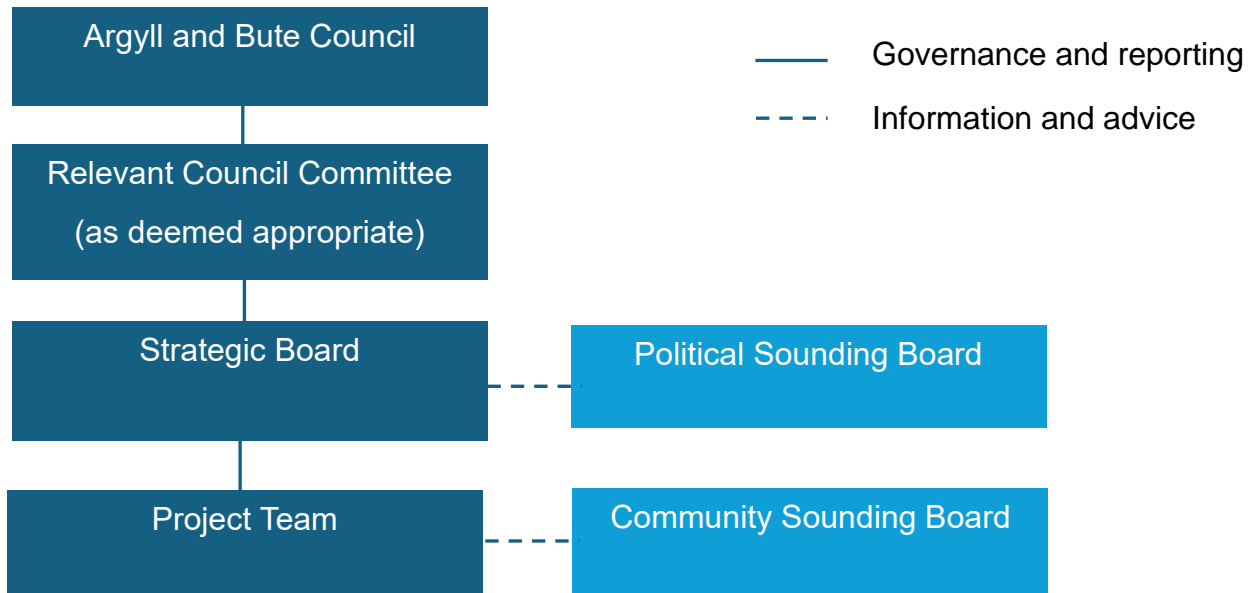 Argyll and Bute Council
Governance and reporting
Information and advice
Relevant Council Committee
(as deemed appropriate)
Strategic Board
Political Sounding Board
Project Team
Community Sounding Board